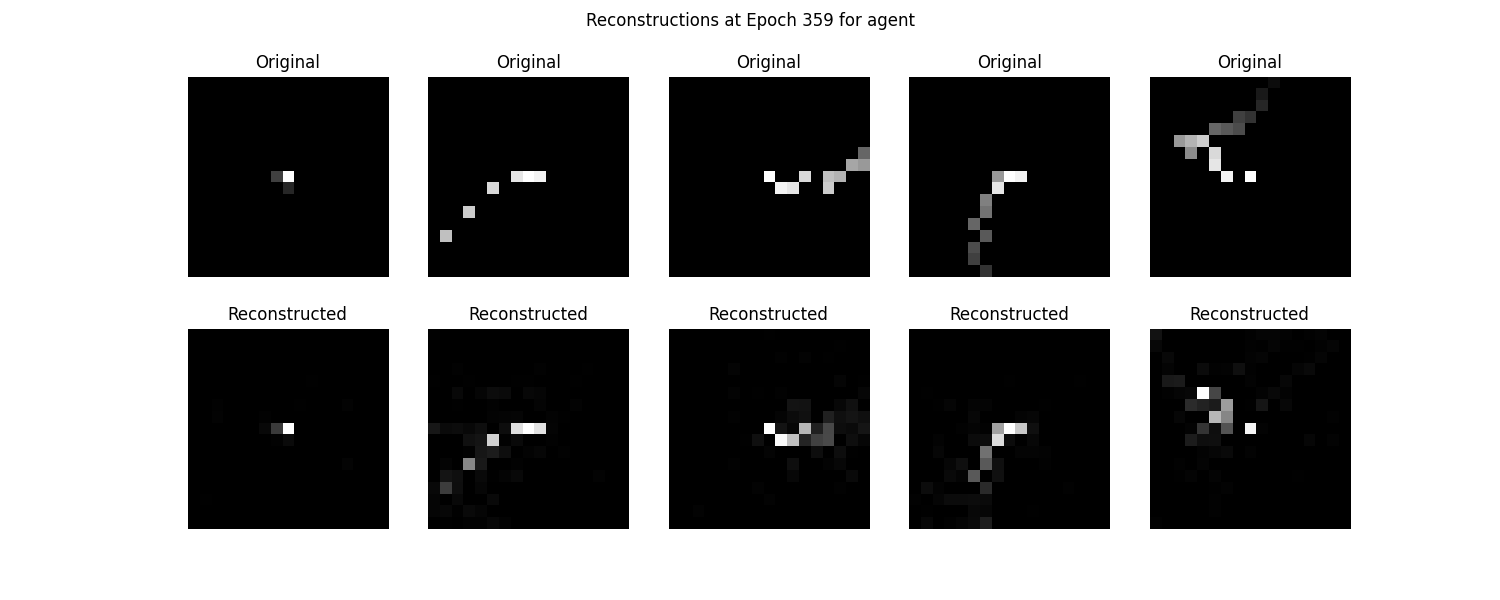 Reconstructions at Epoch 359 for agent
Original Original Original Original Original
Reconstructed Reconstructed Reconstructed Reconstructed Reconstructed